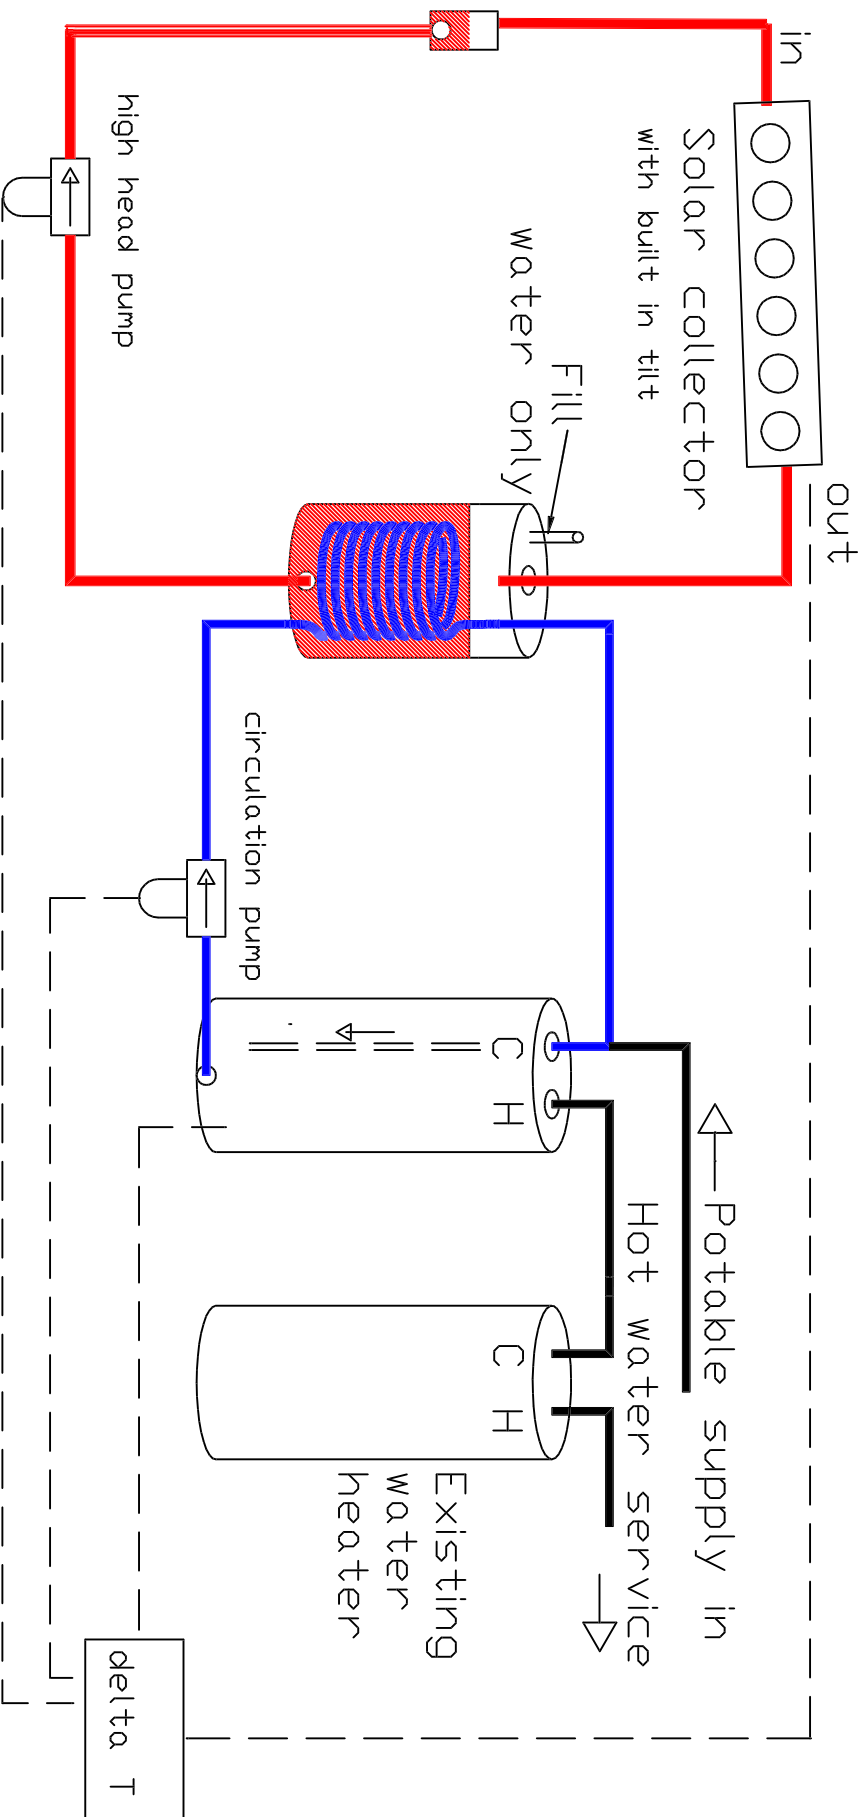 in
Solar collector
with built in tilt
out
Fill
water only
high head pump
circulation pump
C
H
Potable supply in
Hot water service
C
H
Existing
water
heater
delta T